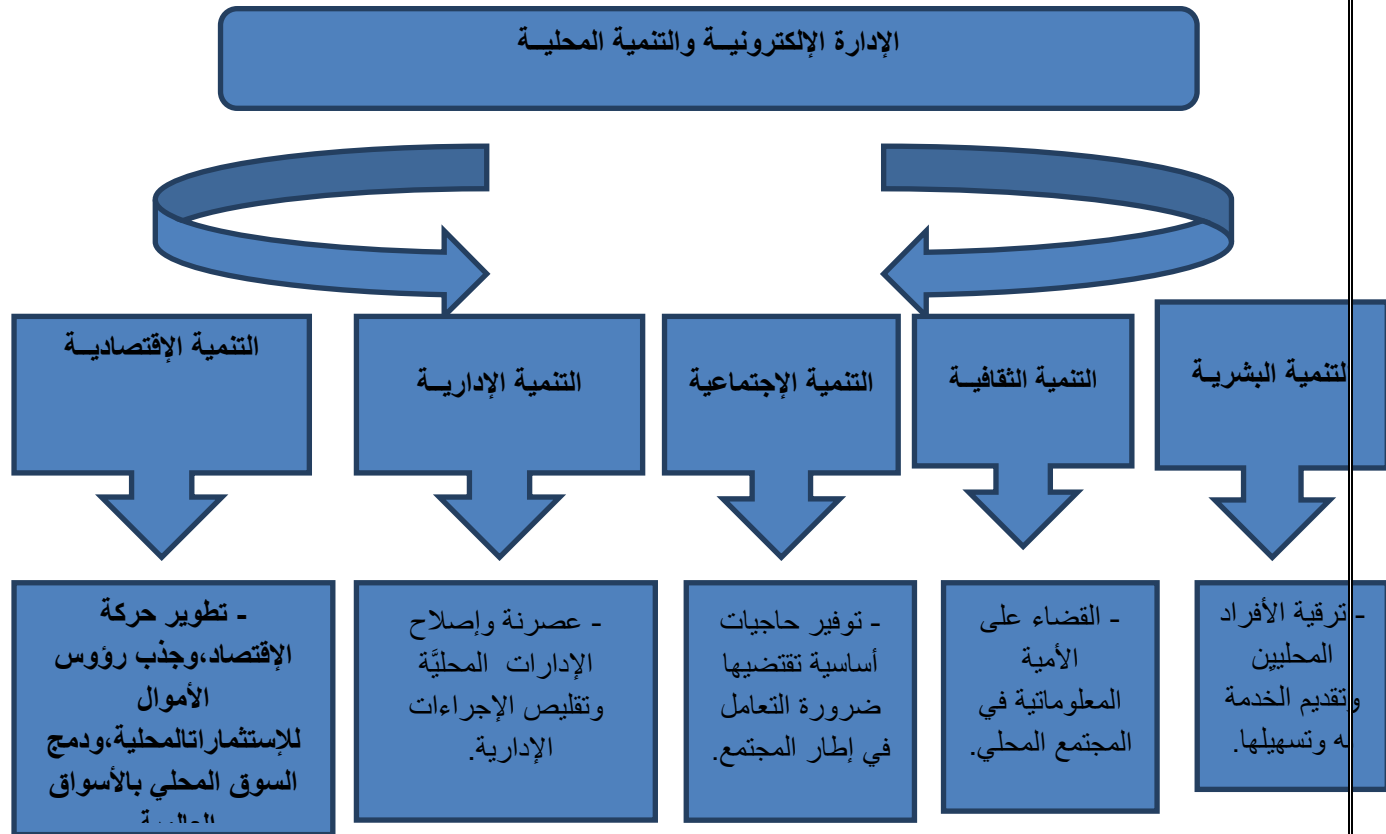 الإدارة الإلكترونيــة والتنمية المحليــة
لتنمية البشريـة
التنمية الثقافيــة
التنمية الإجتماعية
التنمية الإداريــة
التنمية الإقتصاديــة
- ترقية الأفراد
المحليين
وتقديم الخدمة
له وتسهيلها.
- القضاء على
الأمية
المعلوماتية في
المجتمع المحلي.
- توفير حاجيات
أساسية تقتضيها
ضرورة التعامل
في إطار المجتمع.
- عصرنة وإصلاح
الإدارات المحليَّة
وتقليص الإجراءات
الإدارية.
- تطوير حركة
الإقتصاد،وجذب رؤوس
الأموال
للإستثماراتالمحلية،ودمج
السوق المحلي بالأسواق